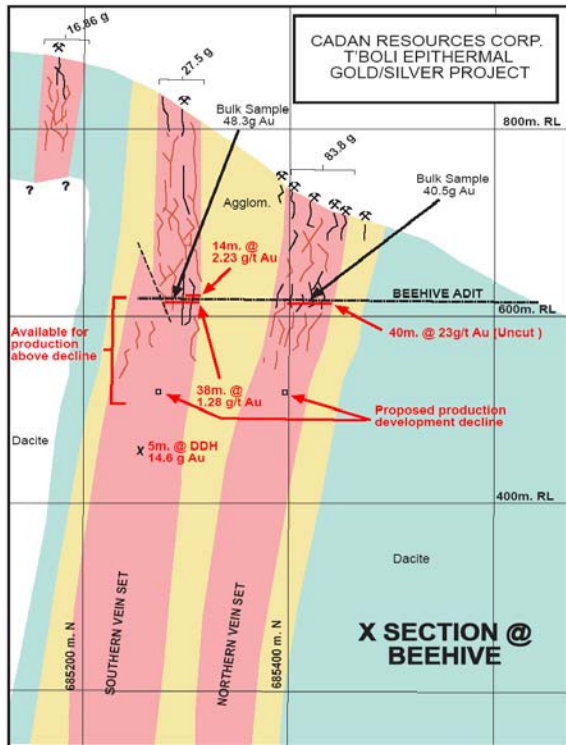 CADAN RESOURCES CORP.
T'BOLI EPITHERMAL
GOLD/SILVER PROJECT
16.86 g
27.5 g
Bulk Sample
48.3g Au
800m. RL
83.8 g
Bulk Sample
40.5g Au
? ?
Agglom.
14m. @
2.23 g/t Au
BEEHIVE ADIT
600m. RL
Available for
production
above decline
40m. @ 23g/t Au (Uncut )
38m. @
1.28 g/t Au
Proposed production
development decline
Dacite
X 5m. @ DDH
14.6 g Au
400m. RL
Dacite
685200 m. N
SOUTHERN VEIN SET
NORTHERN VEIN SET
685400 m. N
X SECTION @
BEEHIVE